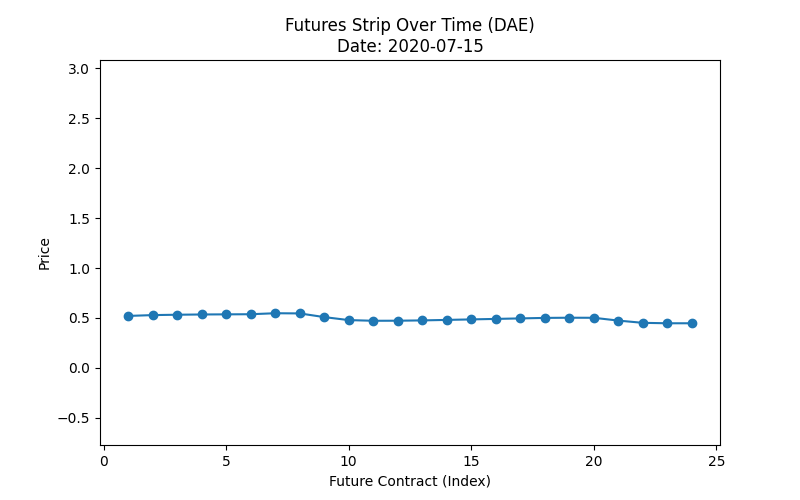 Futures Strip Over Time (DAE)
Date: 2020-07-15
3.0
2.5
2.0
1.5
1.0
0.5
0.0
−0.5
Price
0 5 10 15 20 25
Future Contract (Index)